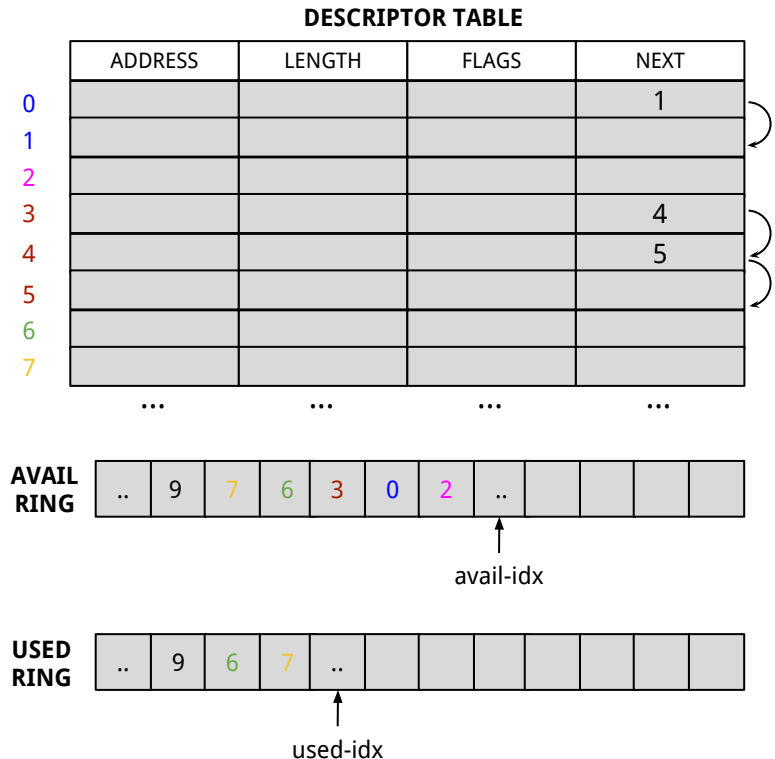 DESCRIPTOR TABLE
ADDRESS LENGTH FLAGS NEXT
0 1
1
2
3 4
4 5
5
6
7
... ... ... ...
AVAIL
RING
.. 9 7 6 3 0 2 ..
avail-idx
USED
RING
.. 9 6 7 ..
used-idx